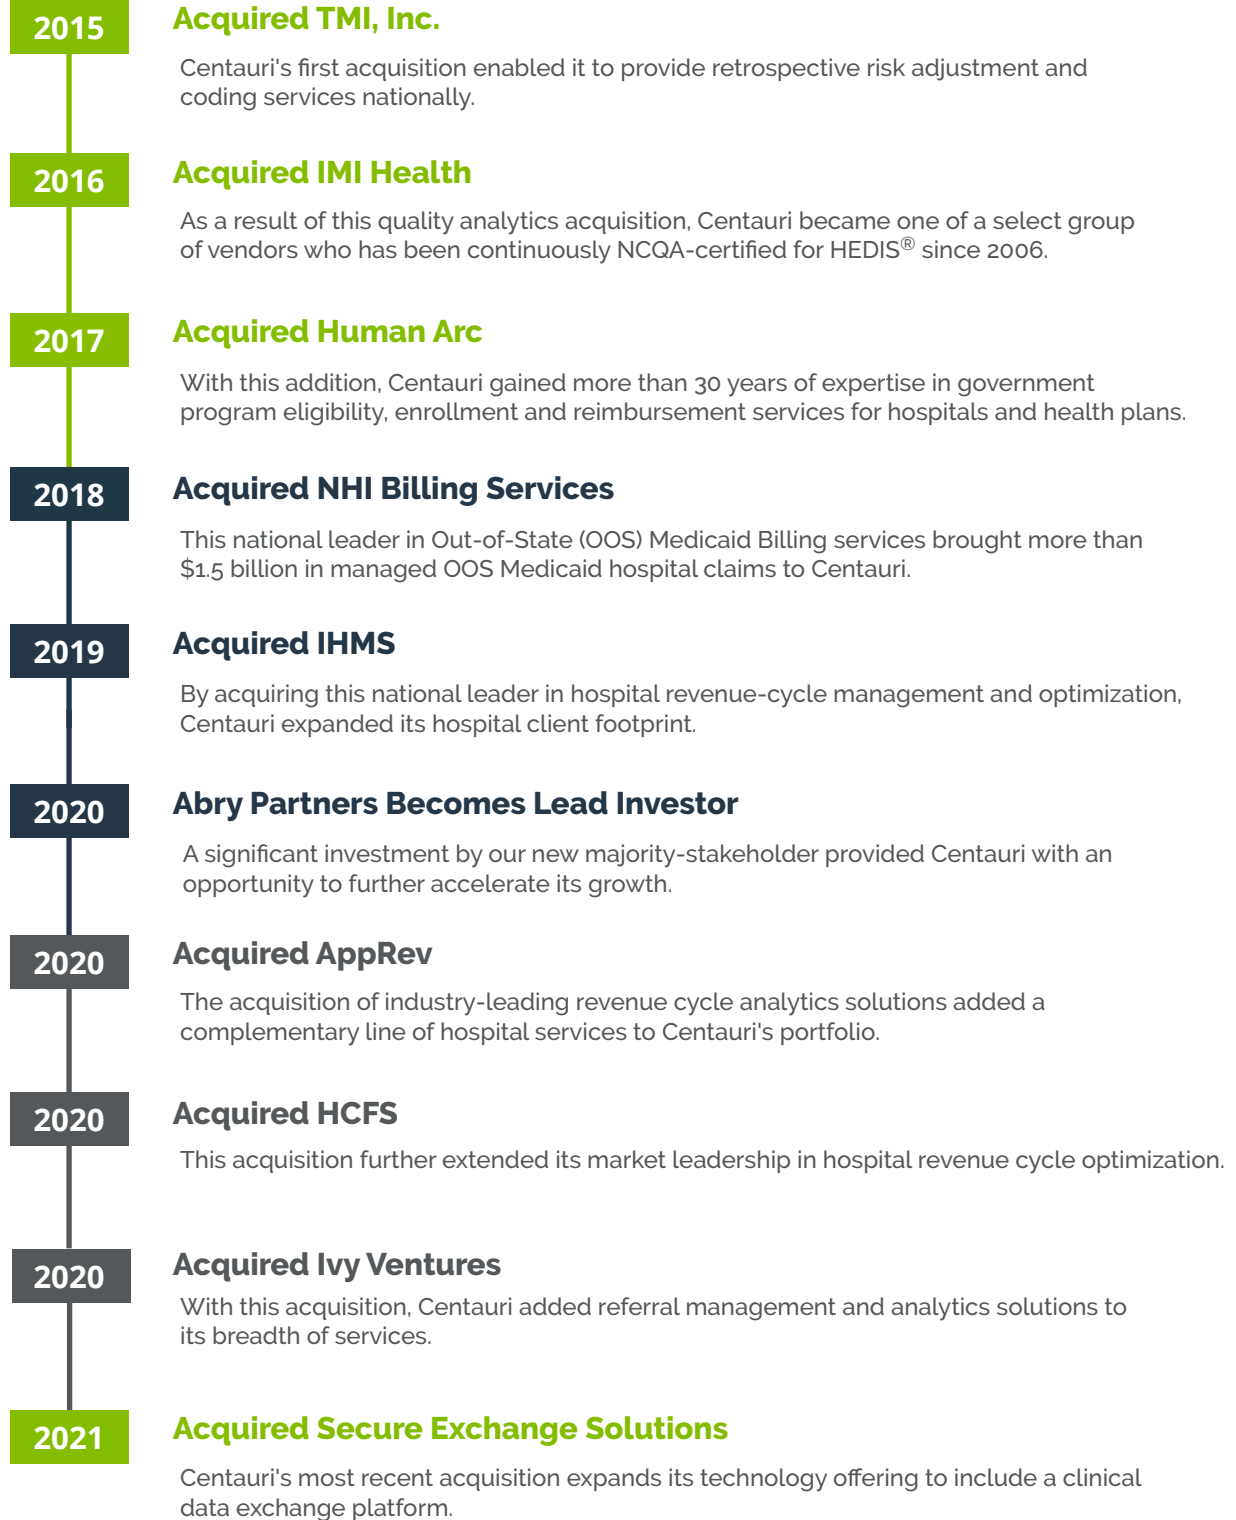 2015
Acquired TMI, Inc.
Centauri's first acquisition enabled it to provide retrospective risk adjustment and
coding services nationally.
2016
Acquired IMI Health
As a result of this quality analytics acquisition, Centauri became one of a select group
of vendors who has been continuously NCQA-certified for HEDIS® since 2006.
2017
Acquired Human Arc
With this addition, Centauri gained more than 30 years of expertise in government
program eligibility, enrollment and reimbursement services for hospitals and health plans.
2018
Acquired NHI Billing Services
This national leader in Out-of-State (OOS) Medicaid Billing services brought more than
$1.5 billion in managed OOS Medicaid hospital claims to Centauri.
2019
Acquired IHMS
By acquiring this national leader in hospital revenue-cycle management and optimization,
Centauri expanded its hospital client footprint.
2020
Abry Partners Becomes Lead Investor
A significant investment by our new majority-stakeholder provided Centauri with an
opportunity to further accelerate its growth.
2020
Acquired AppRev
The acquisition of industry-leading revenue cycle analytics solutions added a
complementary line of hospital services to Centauri's portfolio.
2020
Acquired HCFS
This acquisition further extended its market leadership in hospital revenue cycle optimization.
2020
Acquired Ivy Ventures
With this acquisition, Centauri added referral management and analytics solutions to
its breadth of services.
2021
Acquired Secure Exchange Solutions
Centauri's most recent acquisition expands its technology offering to include a clinical
data exchange platform.